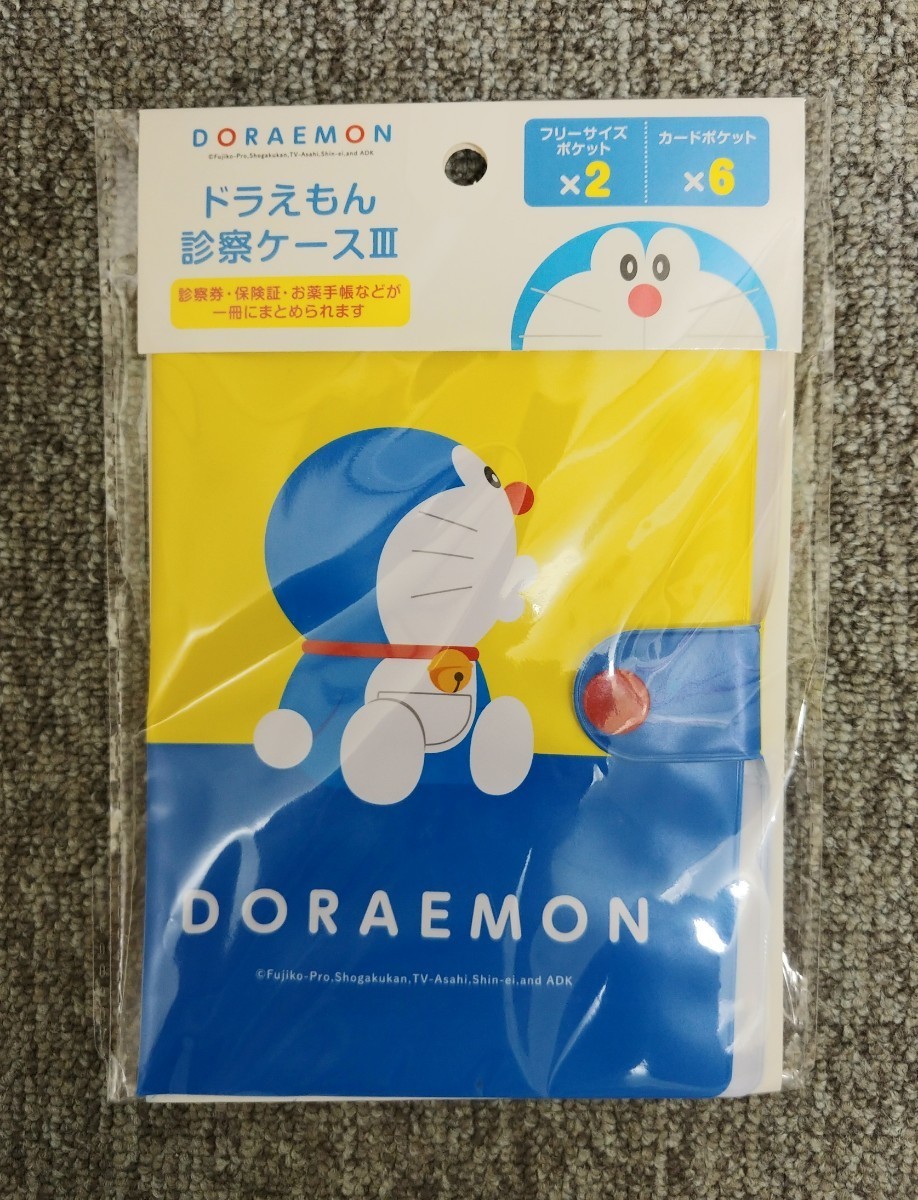 DORAEMON
©Fujiko-Pro,Shogakukan,TV-Asahi,Shin-ei,and ADK
ドラえもん
診察ケースⅢ
診察券・保険証・お薬手帳などが
一冊にまとめられます
フリーサイズ
ポケット
×2
カードポケット
×6
DORAEMON
©Fujiko-Pro,Shogakukan,TV-Asahi,Shin-ei,and ADK